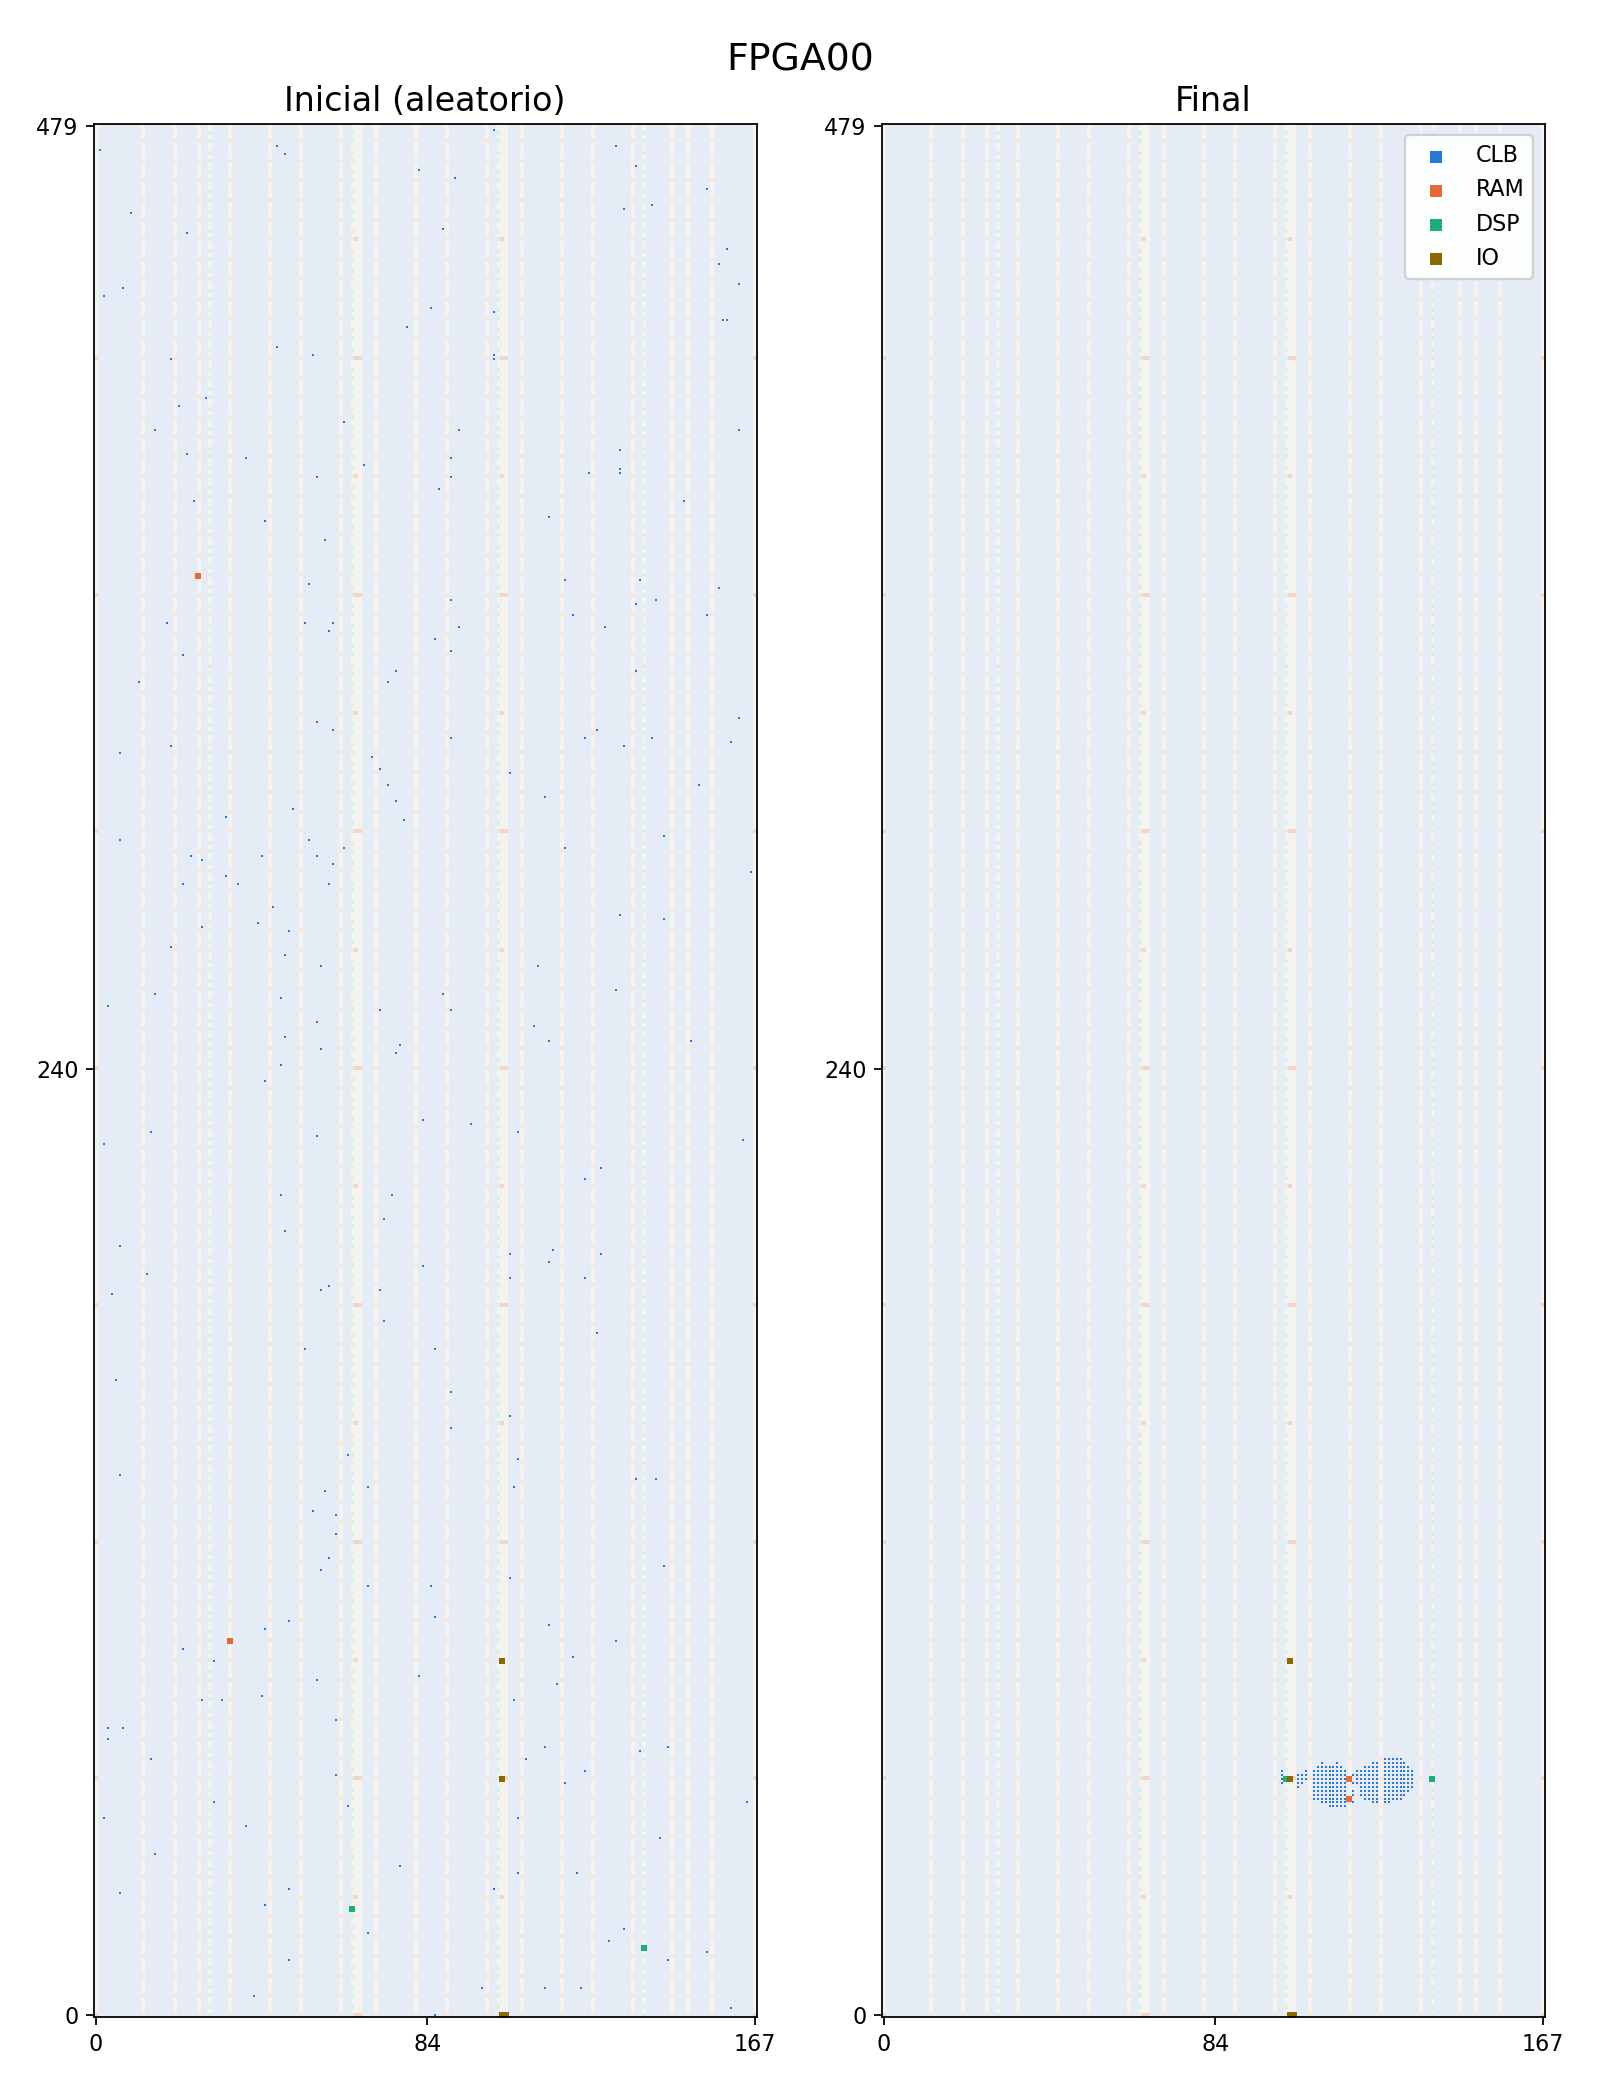 FPGA00
Inicial (aleatorio)
479
240
0
0 84 167
Final
479
240
0
0 84 167
CLB
RAM
DSP
IO